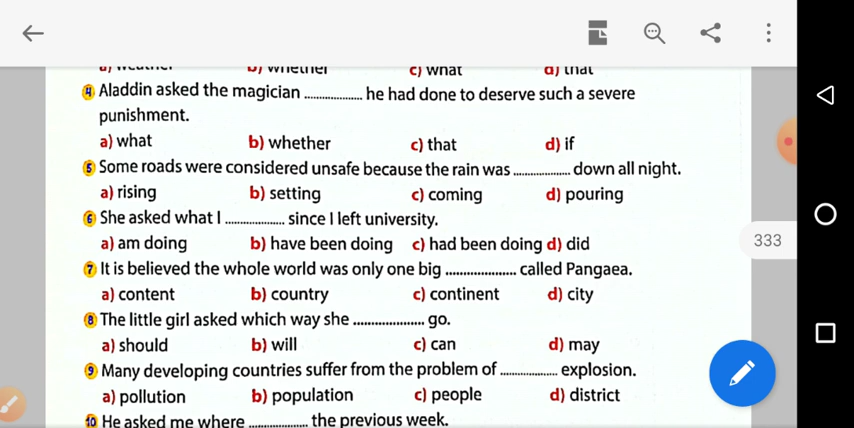 a) weather b) whether c) what d) that
4 Aladdin asked the magician .................. he had done to deserve such a severe
punishment.
a) what b) whether c) that d) if
5 Some roads were considered unsafe because the rain was .................. down all night.
a) rising b) setting c) coming d) pouring
6 She asked what I .................. since I left university.
a) am doing b) have been doing c) had been doing d) did
333
7 It is believed the whole world was only one big ..................... called Pangaea.
a) content b) country c) continent d) city
8 The little girl asked which way she ..................... go.
a) should b) will c) can d) may
9 Many developing countries suffer from the problem of .................. explosion.
a) pollution b) population c) people d) district
10 He asked me where .................. the previous week.